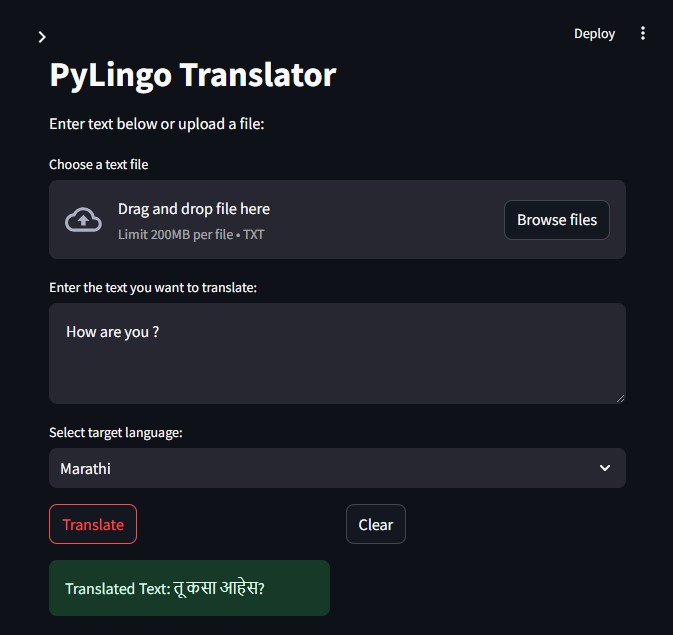 Deploy
PyLingo Translator
Enter text below or upload a file:
Choose a text file
Drag and drop file here
Limit 200MB per file • TXT
Browse files
Enter the text you want to translate:
How are you ?
Select target language:
Marathi
Translate
Clear
Translated Text: तू कसा आहेस?